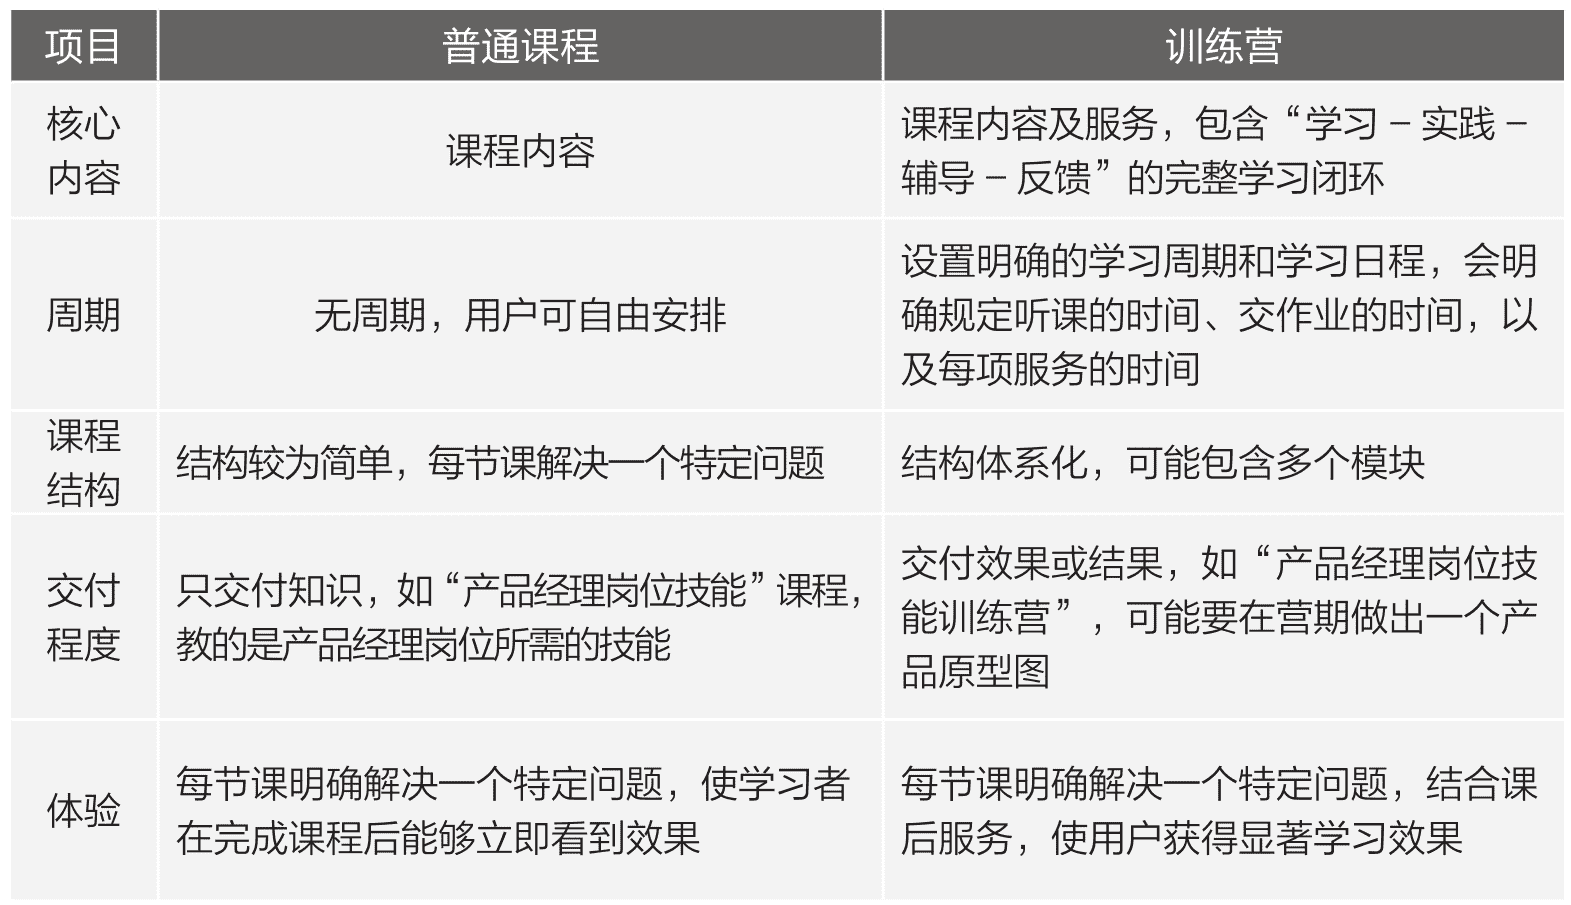 项目
普通课程
训练营
核心
内容
课程内容
课程内容及服务，包含“学习 – 实践 –
辅导 – 反馈”的完整学习闭环
周期
无周期，用户可自由安排
设置明确的学习周期和学习日程，会明
确规定听课的时间、交作业的时间，以
及每项服务的时间
课程
结构
结构较为简单，每节课解决一个特定问题
结构体系化，可能包含多个模块
交付
程度
只交付知识，如“产品经理岗位技能”课程，
教的是产品经理岗位所需的技能
交付效果或结果，如“产品经理岗位技
能训练营”，可能要在营期做出一个产
品原型图
体验
每节课明确解决一个特定问题，使学习者
在完成课程后能够立即看到效果
每节课明确解决一个特定问题，结合课
后服务，使用户获得显著学习效果